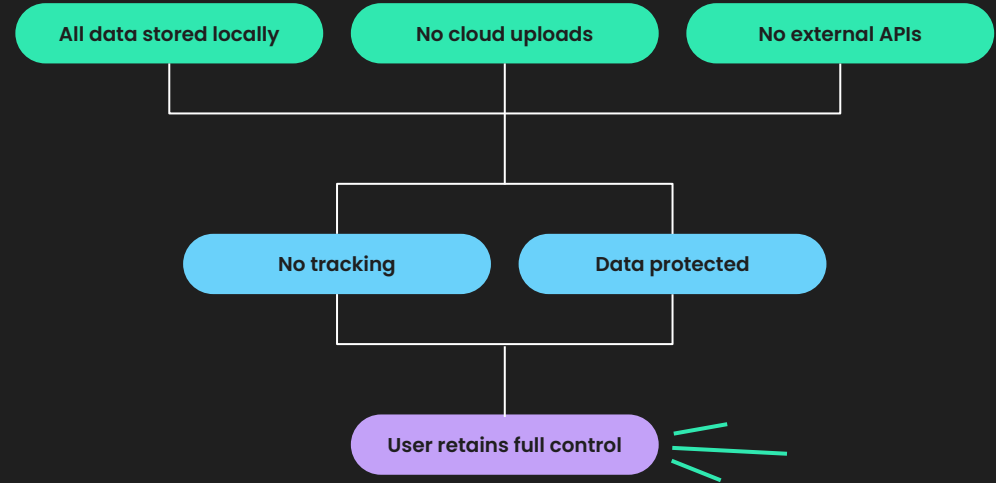 All data stored locally
No cloud uploads
No external APIs
No tracking
Data protected
User retains full control